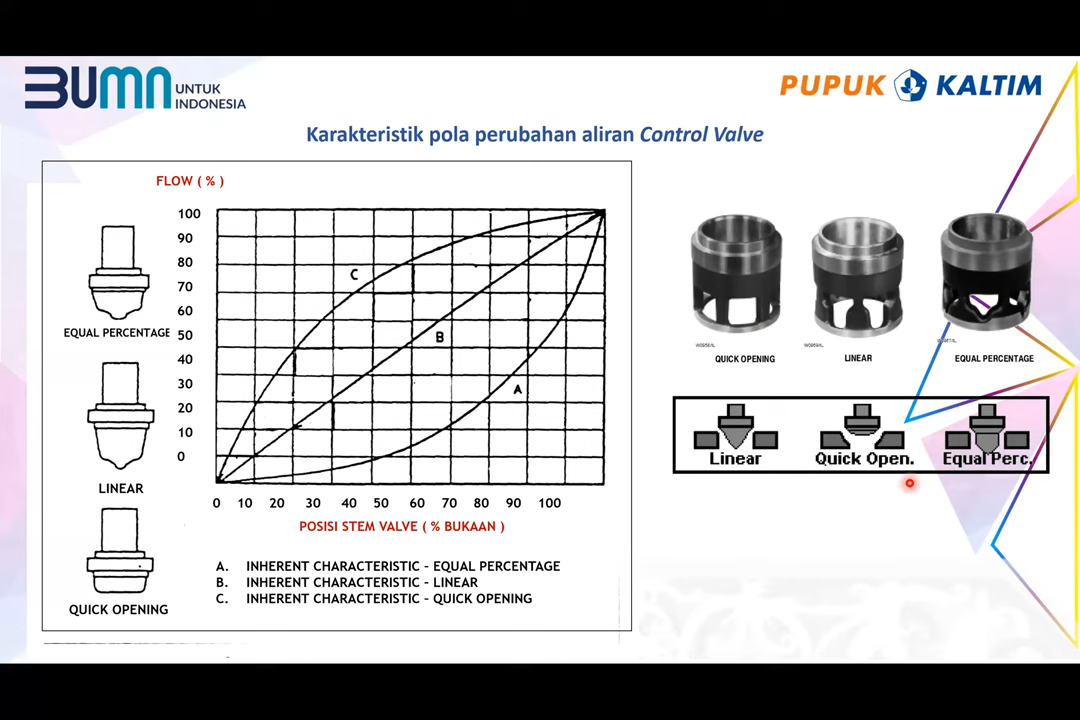 BUMN
UNTUK
INDONESIA
PUPUK KALTIM
Karakteristik pola perubahan aliran Control Valve
FLOW ( % )
100
90
80
70
60
50
40
30
20
10
0
C
B
A
0 10 20 30 40 50 60 70 80 90 100
POSISI STEM VALVE ( % BUKAAN )
EQUAL PERCENTAGE
LINEAR
QUICK OPENING
A. INHERENT CHARACTERISTIC – EQUAL PERCENTAGE
B. INHERENT CHARACTERISTIC – LINEAR
C. INHERENT CHARACTERISTIC – QUICK OPENING
QUICK OPENING
LINEAR
EQUAL PERCENTAGE
Linear
Quick Open.
Equal Perc.